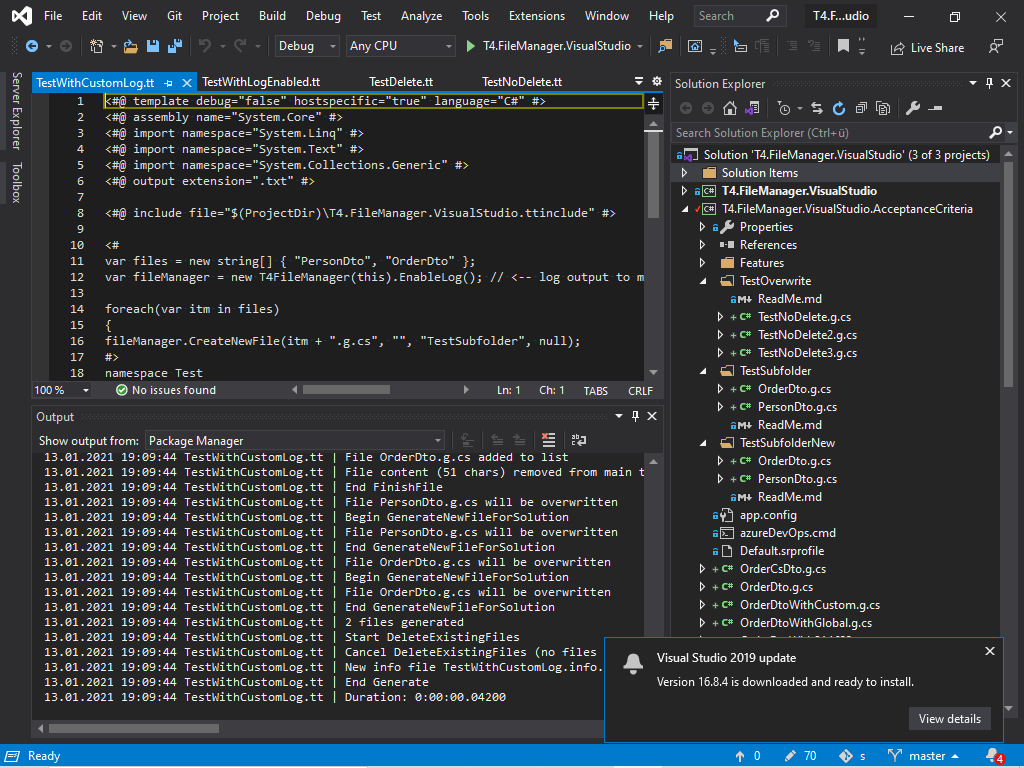 File Edit View Git Project Build Debug Test Analyze Tools Extensions Window Help Search T4.F...udio
Debug Any CPU T4.FileManager.VisualStudio Live Share
Server Explorer
Toolbox
TestWithCustomLog.tt TestWithLogEnabled.tt TestDelete.tt TestNoDelete.tt
1 <#@ template debug="false" hostspecific="true" language="C#" #>
2 <#@ assembly name="System.Core" #>
3 <#@ import namespace="System.Linq" #>
4 <#@ import namespace="System.Text" #>
5 <#@ import namespace="System.Collections.Generic" #>
6 <#@ output extension=".txt" #>
7
8 <#@ include file="$(ProjectDir)\T4.FileManager.VisualStudio.ttinclude" #>
9
10 <#
11 var files = new string[] { "PersonDto", "OrderDto" };
12 var fileManager = new T4FileManager(this).EnableLog(); // <-- log output to m
13
14 foreach(var itm in files)
15 {
16 fileManager.CreateNewFile(itm + ".g.cs", "", "TestSubfolder", null);
17 #>
18 namespace Test
100 % No issues found Ln: 1 Ch: 1 TABS CRLF
Output
Show output from: Package Manager
13.01.2021 19:09:44 TestWithCustomLog.tt | File OrderDto.g.cs added to list
13.01.2021 19:09:44 TestWithCustomLog.tt | File content (51 chars) removed from main t
13.01.2021 19:09:44 TestWithCustomLog.tt | End FinishFile
13.01.2021 19:09:44 TestWithCustomLog.tt | File PersonDto.g.cs will be overwritten
13.01.2021 19:09:44 TestWithCustomLog.tt | Begin GenerateNewFileForSolution
13.01.2021 19:09:44 TestWithCustomLog.tt | File PersonDto.g.cs will be overwritten
13.01.2021 19:09:44 TestWithCustomLog.tt | End GenerateNewFileForSolution
13.01.2021 19:09:44 TestWithCustomLog.tt | File OrderDto.g.cs will be overwritten
13.01.2021 19:09:44 TestWithCustomLog.tt | Begin GenerateNewFileForSolution
13.01.2021 19:09:44 TestWithCustomLog.tt | File OrderDto.g.cs will be overwritten
13.01.2021 19:09:44 TestWithCustomLog.tt | End GenerateNewFileForSolution
13.01.2021 19:09:44 TestWithCustomLog.tt | 2 files generated
13.01.2021 19:09:44 TestWithCustomLog.tt | Start DeleteExistingFiles
13.01.2021 19:09:44 TestWithCustomLog.tt | Cancel DeleteExistingFiles (no files
13.01.2021 19:09:44 TestWithCustomLog.tt | New info file TestWithCustomLog.info.
13.01.2021 19:09:44 TestWithCustomLog.tt | End Generate
13.01.2021 19:09:44 TestWithCustomLog.tt | Duration: 0:00:00.04200
Solution Explorer
Search Solution Explorer (Ctrl+ü)
Solution 'T4.FileManager.VisualStudio' (3 of 3 projects)
Solution Items
C# T4.FileManager.VisualStudio
C# T4.FileManager.VisualStudio.AcceptanceCriteria
Properties
References
Features
TestOverwrite
M↓ ReadMe.md
+ C# TestNoDelete.g.cs
+ C# TestNoDelete2.g.cs
+ C# TestNoDelete3.g.cs
TestSubfolder
+ C# OrderDto.g.cs
+ C# PersonDto.g.cs
M↓ ReadMe.md
TestSubfolderNew
+ C# OrderDto.g.cs
+ C# PersonDto.g.cs
M↓ ReadMe.md
app.config
azureDevOps.cmd
Default.srprofile
+ C# OrderCsDto.g.cs
+ C# OrderDto.g.cs
+ C# OrderDtoWithCustom.g.cs
+ C# OrderDtoWithGlobal.g.cs
Visual Studio 2019 update
Version 16.8.4 is downloaded and ready to install.
View details
Ready 0 70 s master 4